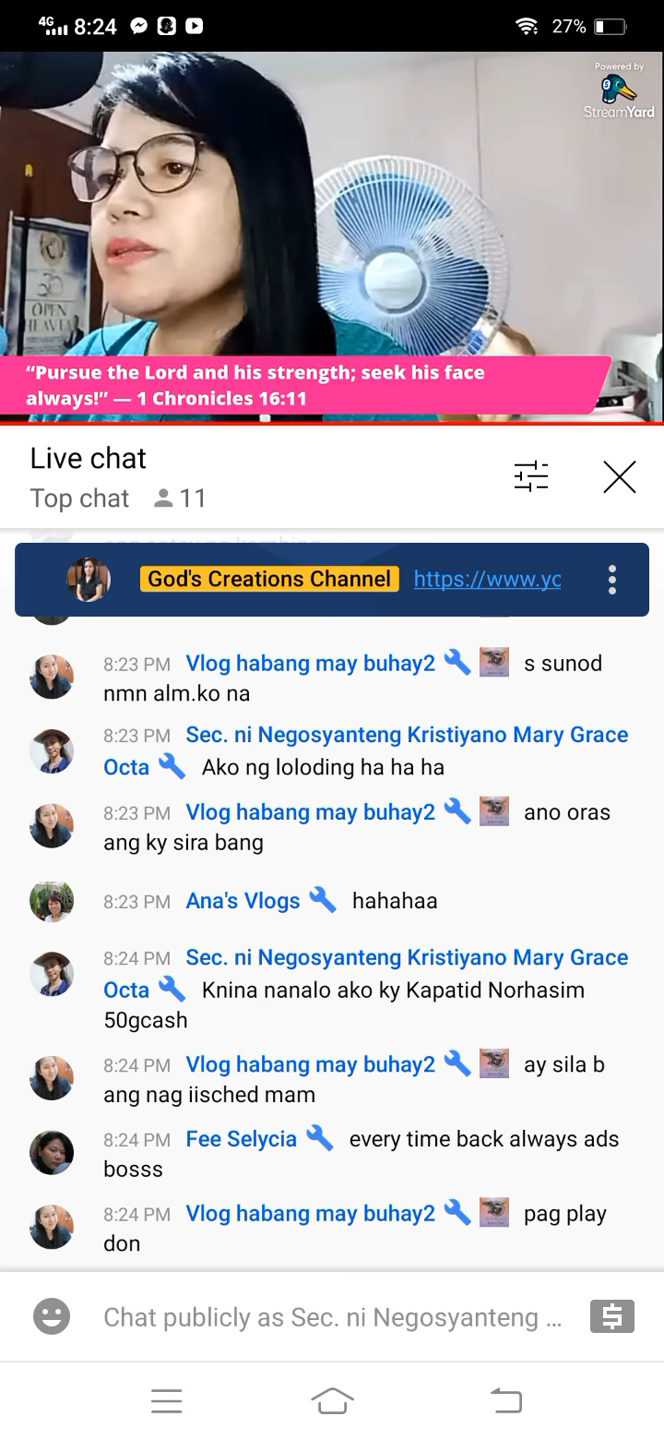 4G 8:24 27%
Powered by
StreamYard
OPEN
“Pursue the Lord and his strength; seek his face
always!” — 1 Chronicles 16:11
Live chat
Top chat 11
God's Creations Channel https://www.yc
8:23 PM Vlog habang may buhay2 s sunod
nmn alm.ko na
8:23 PM Sec. ni Negosyanteng Kristiyano Mary Grace
Octa Ako ng loloding ha ha ha
8:23 PM Vlog habang may buhay2 ano oras
ang ky sira bang
8:23 PM Ana's Vlogs hahahaa
8:24 PM Sec. ni Negosyanteng Kristiyano Mary Grace
Octa Knina nanalo ako ky Kapatid Norhasim
50gcash
8:24 PM Vlog habang may buhay2 ay sila b
ang nag iisched mam
8:24 PM Fee Selycia every time back always ads
bosss
8:24 PM Vlog habang may buhay2 pag play
don
Chat publicly as Sec. ni Negosyanteng ...